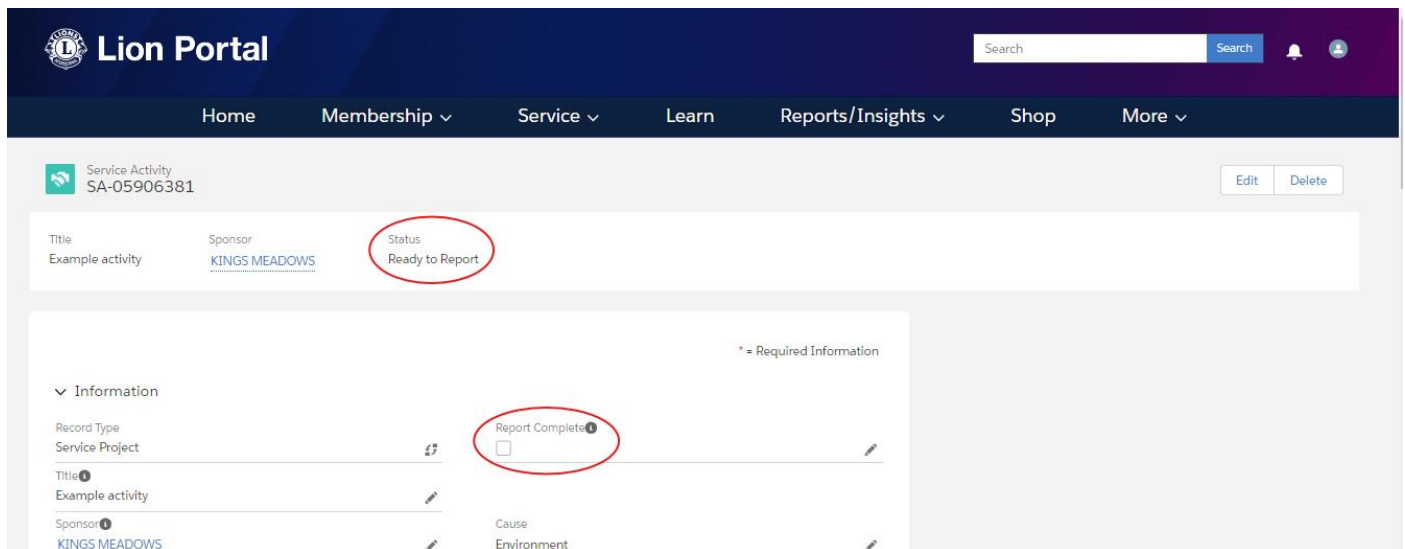 Lion Portal
Search Search
Home Membership Service Learn Reports/Insights Shop More
Service Activity
SA-05906381
Edit Delete
Title Sponsor Status
Example activity KINGS MEADOWS Ready to Report
* = Required Information
Information
Record Type Report Complete
Service Project
Title
Example activity
Sponsor Cause
KINGS MEADOWS Environment